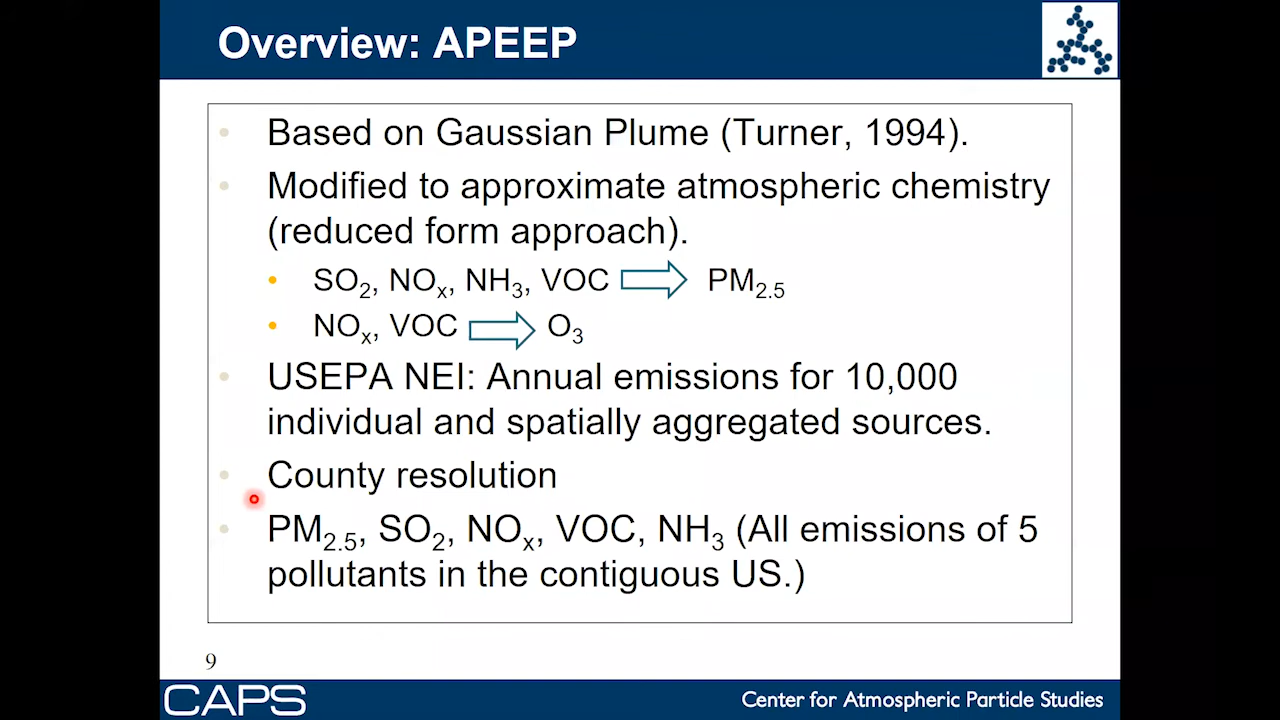 Overview: APEEP
Based on Gaussian Plume (Turner, 1994).
Modified to approximate atmospheric chemistry
(reduced form approach).
SO₂, NOₓ, NH₃, VOC ⇨ PM₂.₅
NOₓ, VOC ⇨ O₃
USEPA NEI: Annual emissions for 10,000
individual and spatially aggregated sources.
County resolution
PM₂.₅, SO₂, NOₓ, VOC, NH₃ (All emissions of 5
pollutants in the contiguous US.)
9
CAPS
Center for Atmospheric Particle Studies